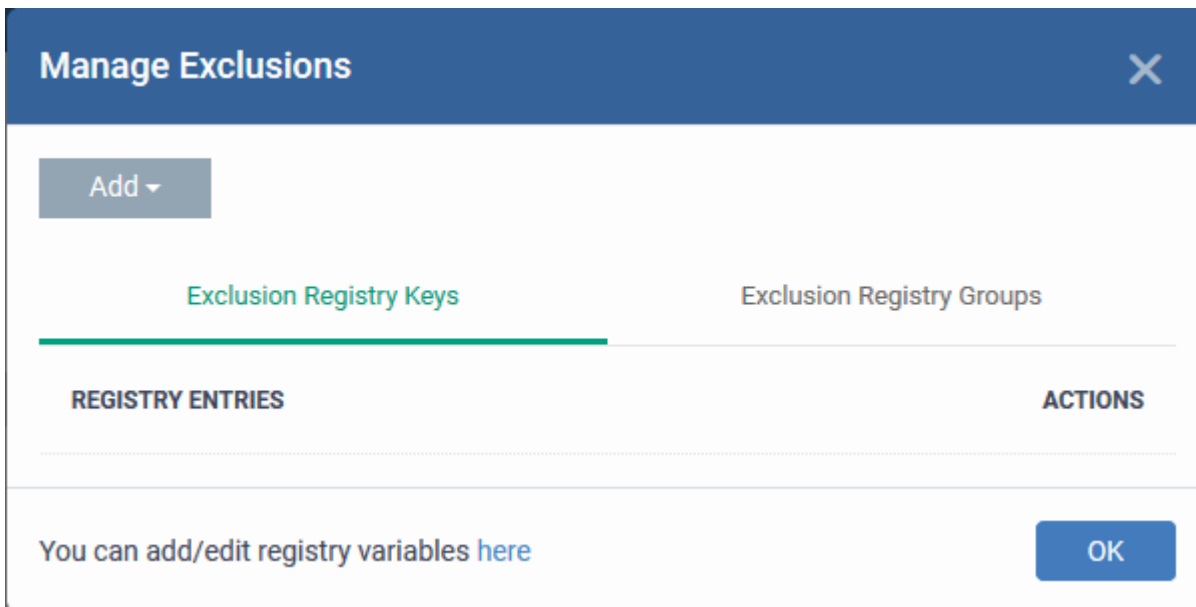 Manage Exclusions
Add
Exclusion Registry Keys
Exclusion Registry Groups
REGISTRY ENTRIES
ACTIONS
You can add/edit registry variables here
OK